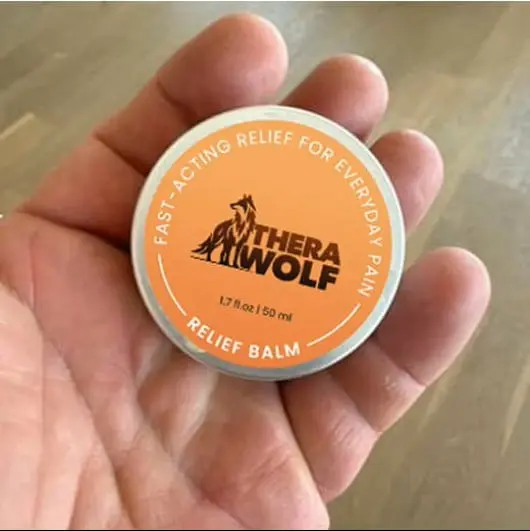 FAST-ACTING RELIEF FOR EVERYDAY PAIN
THERA
WOLF
1.7 fl.oz | 50 ml
RELIEF BALM